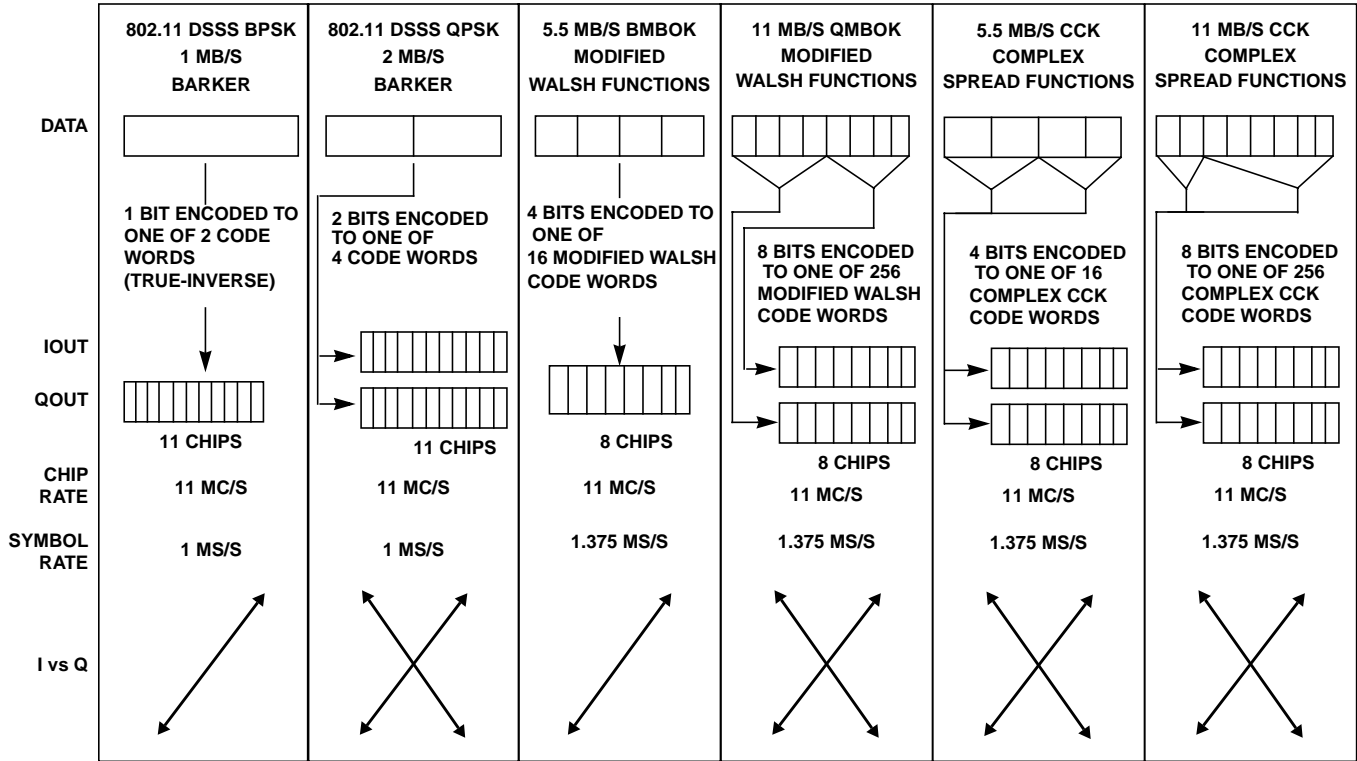 802.11 DSSS BPSK
1 MB/S
BARKER
802.11 DSSS QPSK
2 MB/S
BARKER
5.5 MB/S BMBOK
MODIFIED
WALSH FUNCTIONS
11 MB/S QMBOK
MODIFIED
WALSH FUNCTIONS
5.5 MB/S CCK
COMPLEX
SPREAD FUNCTIONS
11 MB/S CCK
COMPLEX
SPREAD FUNCTIONS
DATA
1 BIT ENCODED TO
ONE OF 2 CODE
WORDS
(TRUE-INVERSE)
2 BITS ENCODED
TO ONE OF
4 CODE WORDS
4 BITS ENCODED TO
ONE OF
16 MODIFIED WALSH
CODE WORDS
8 BITS ENCODED
TO ONE OF 256
MODIFIED WALSH
CODE WORDS
4 BITS ENCODED
TO ONE OF 16
COMPLEX CCK
CODE WORDS
8 BITS ENCODED
TO ONE OF 256
COMPLEX CCK
CODE WORDS
IOUT
QOUT
11 CHIPS
11 CHIPS
8 CHIPS
8 CHIPS
8 CHIPS
8 CHIPS
CHIP
RATE
11 MC/S
11 MC/S
11 MC/S
11 MC/S
11 MC/S
11 MC/S
SYMBOL
RATE
1 MS/S
1 MS/S
1.375 MS/S
1.375 MS/S
1.375 MS/S
1.375 MS/S
I vs Q